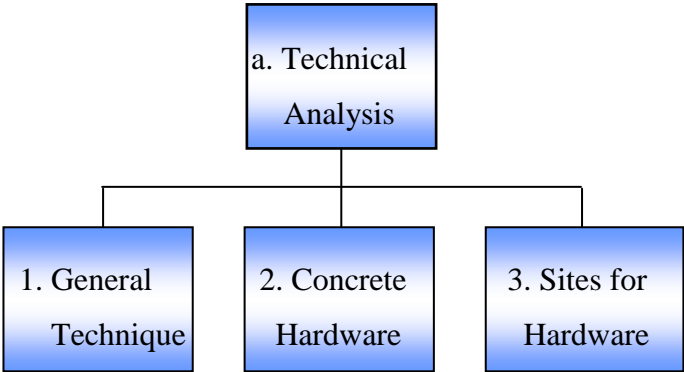 a. Technical
Analysis
1. General
Technique
2. Concrete
Hardware
3. Sites for
Hardware